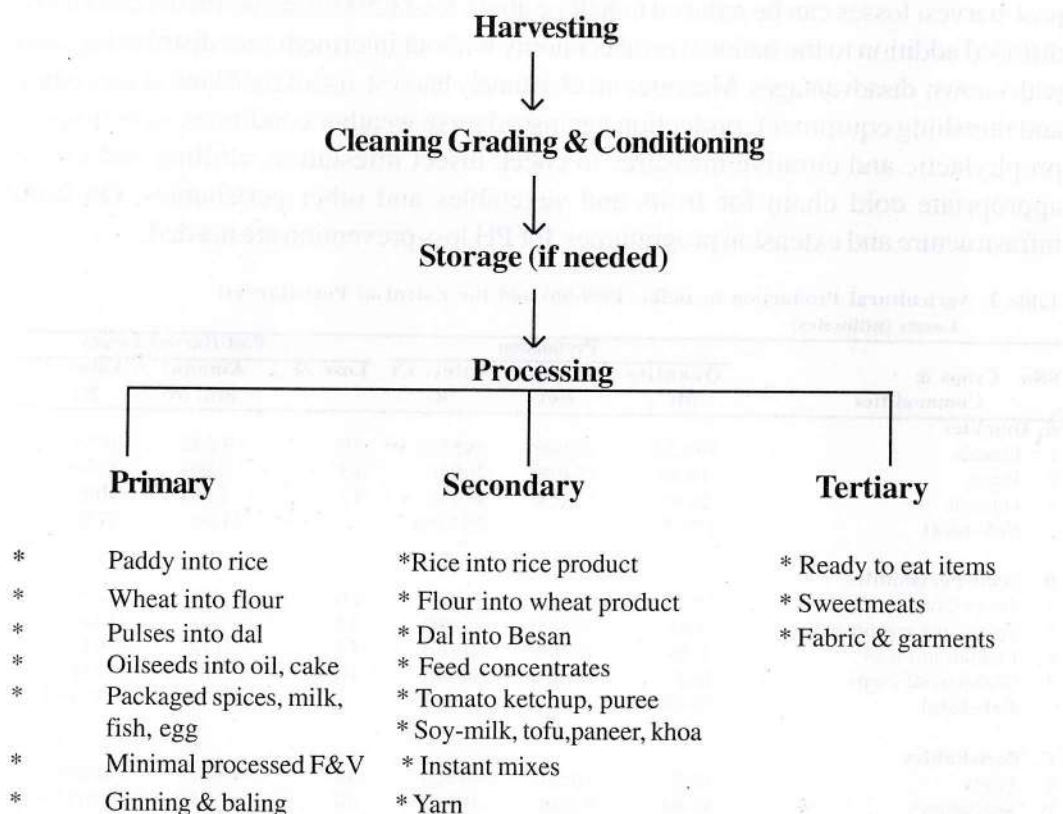 Harvesting
Cleaning Grading & Conditioning
Storage (if needed)
Processing
Primary
* Paddy into rice
* Wheat into flour
* Pulses into dal
* Oilseeds into oil, cake
* Packaged spices, milk,
fish, egg
* Minimal processed F&V
* Ginning & baling
Secondary
*Rice into rice product
* Flour into wheat product
* Dal into Besan
* Feed concentrates
* Tomato ketchup, puree
* Soy-milk, tofu,paneer, khoa
* Instant mixes
* Yarn
Tertiary
* Ready to eat items
* Sweetmeats
* Fabric & garments